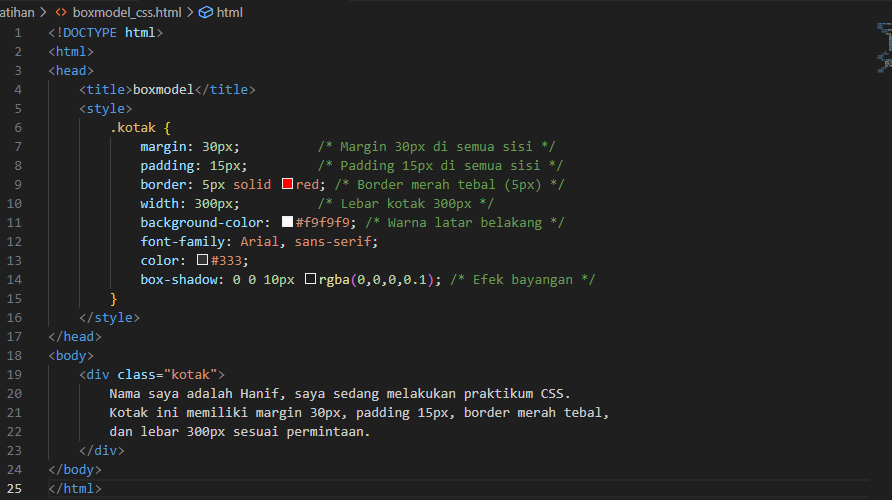 atihan > <> boxmodel_css.html > html
1 <!DOCTYPE html>
2 <html>
3 <head>
4     <title>boxmodel</title>
5     <style>
6         .kotak {
7             margin: 30px;          /* Margin 30px di semua sisi */
8             padding: 15px;         /* Padding 15px di semua sisi */
9             border: 5px solid red; /* Border merah tebal (5px) */
10             width: 300px;          /* Lebar kotak 300px */
11             background-color: #f9f9f9; /* Warna latar belakang */
12             font-family: Arial, sans-serif;
13             color: #333;
14             box-shadow: 0 0 10px rgba(0,0,0,0.1); /* Efek bayangan */
15         }
16     </style>
17 </head>
18 <body>
19     <div class="kotak">
20         Nama saya adalah Hanif, saya sedang melakukan praktikum CSS.
21         Kotak ini memiliki margin 30px, padding 15px, border merah tebal,
22         dan lebar 300px sesuai permintaan.
23     </div>
24 </body>
25 </html>